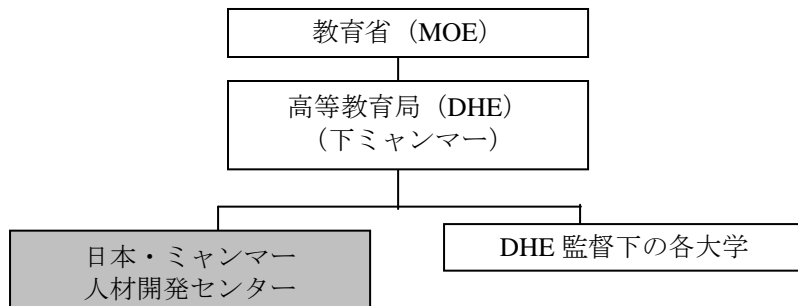 教育省（MOE）
高等教育局（DHE）
（下ミャンマー）
日本・ミャンマー
人材開発センター
DHE 監督下の各大学